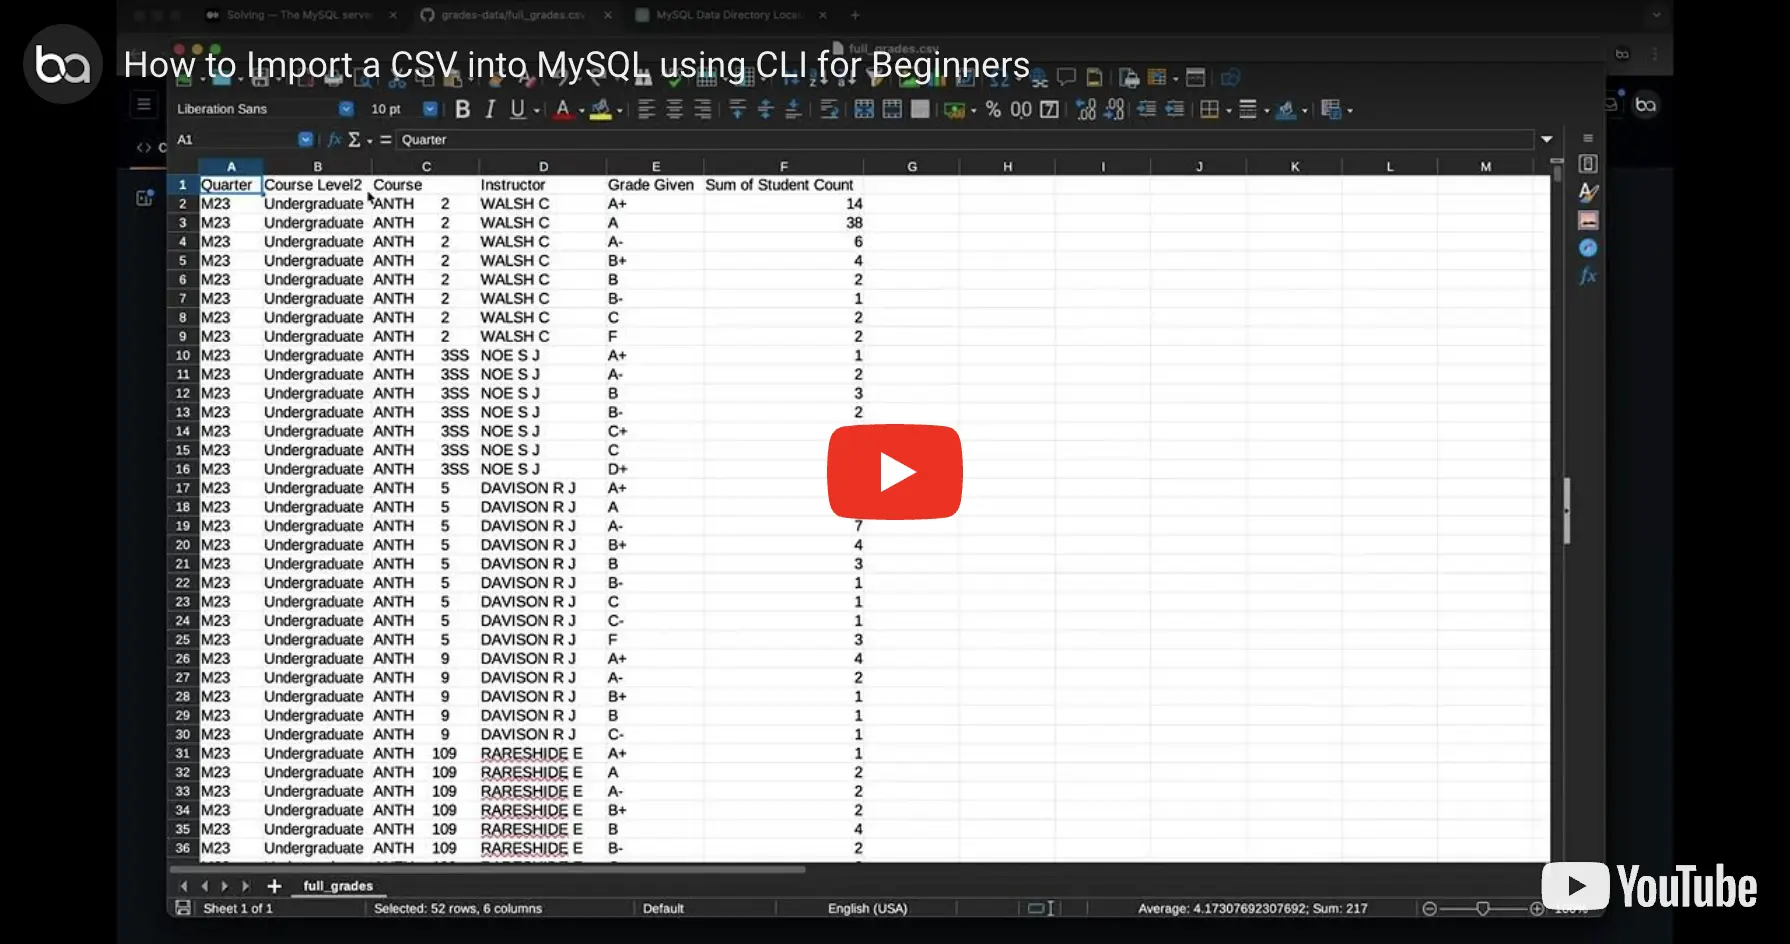 Solving — The MySQL server
grades-data/full_grades.csv
MySQL Data Directory Locat
full_grades.csv
ba How to Import a CSV into MySQL using CLI for Beginners
Liberation Sans 10 pt
A1 fx Σ = Quarter
A B C D E F G H I J K L M
1 Quarter Course Level2 Course Instructor Grade Given Sum of Student Count
2 M23 Undergraduate ANTH 2 WALSH C A+ 14
3 M23 Undergraduate ANTH 2 WALSH C A 38
4 M23 Undergraduate ANTH 2 WALSH C A- 6
5 M23 Undergraduate ANTH 2 WALSH C B+ 4
6 M23 Undergraduate ANTH 2 WALSH C B 2
7 M23 Undergraduate ANTH 2 WALSH C B- 1
8 M23 Undergraduate ANTH 2 WALSH C C 2
9 M23 Undergraduate ANTH 2 WALSH C F 2
10 M23 Undergraduate ANTH 3SS NOE S J A+ 1
11 M23 Undergraduate ANTH 3SS NOE S J A- 2
12 M23 Undergraduate ANTH 3SS NOE S J B 3
13 M23 Undergraduate ANTH 3SS NOE S J B- 2
14 M23 Undergraduate ANTH 3SS NOE S J C+
15 M23 Undergraduate ANTH 3SS NOE S J C
16 M23 Undergraduate ANTH 3SS NOE S J D+
17 M23 Undergraduate ANTH 5 DAVISON R J A+
18 M23 Undergraduate ANTH 5 DAVISON R J A
19 M23 Undergraduate ANTH 5 DAVISON R J A- 7
20 M23 Undergraduate ANTH 5 DAVISON R J B+ 4
21 M23 Undergraduate ANTH 5 DAVISON R J B 3
22 M23 Undergraduate ANTH 5 DAVISON R J B- 1
23 M23 Undergraduate ANTH 5 DAVISON R J C 1
24 M23 Undergraduate ANTH 5 DAVISON R J C- 1
25 M23 Undergraduate ANTH 5 DAVISON R J F 3
26 M23 Undergraduate ANTH 9 DAVISON R J A+ 4
27 M23 Undergraduate ANTH 9 DAVISON R J A- 2
28 M23 Undergraduate ANTH 9 DAVISON R J B+ 1
29 M23 Undergraduate ANTH 9 DAVISON R J B 1
30 M23 Undergraduate ANTH 9 DAVISON R J C- 1
31 M23 Undergraduate ANTH 109 RARESHIDE E A+ 1
32 M23 Undergraduate ANTH 109 RARESHIDE E A 2
33 M23 Undergraduate ANTH 109 RARESHIDE E A- 2
34 M23 Undergraduate ANTH 109 RARESHIDE E B+ 2
35 M23 Undergraduate ANTH 109 RARESHIDE E B 4
36 M23 Undergraduate ANTH 109 RARESHIDE E B- 2
full_grades
Sheet 1 of 1 Selected: 52 rows, 6 columns Default English (USA) Average: 4.17307692307692; Sum: 217
YouTube